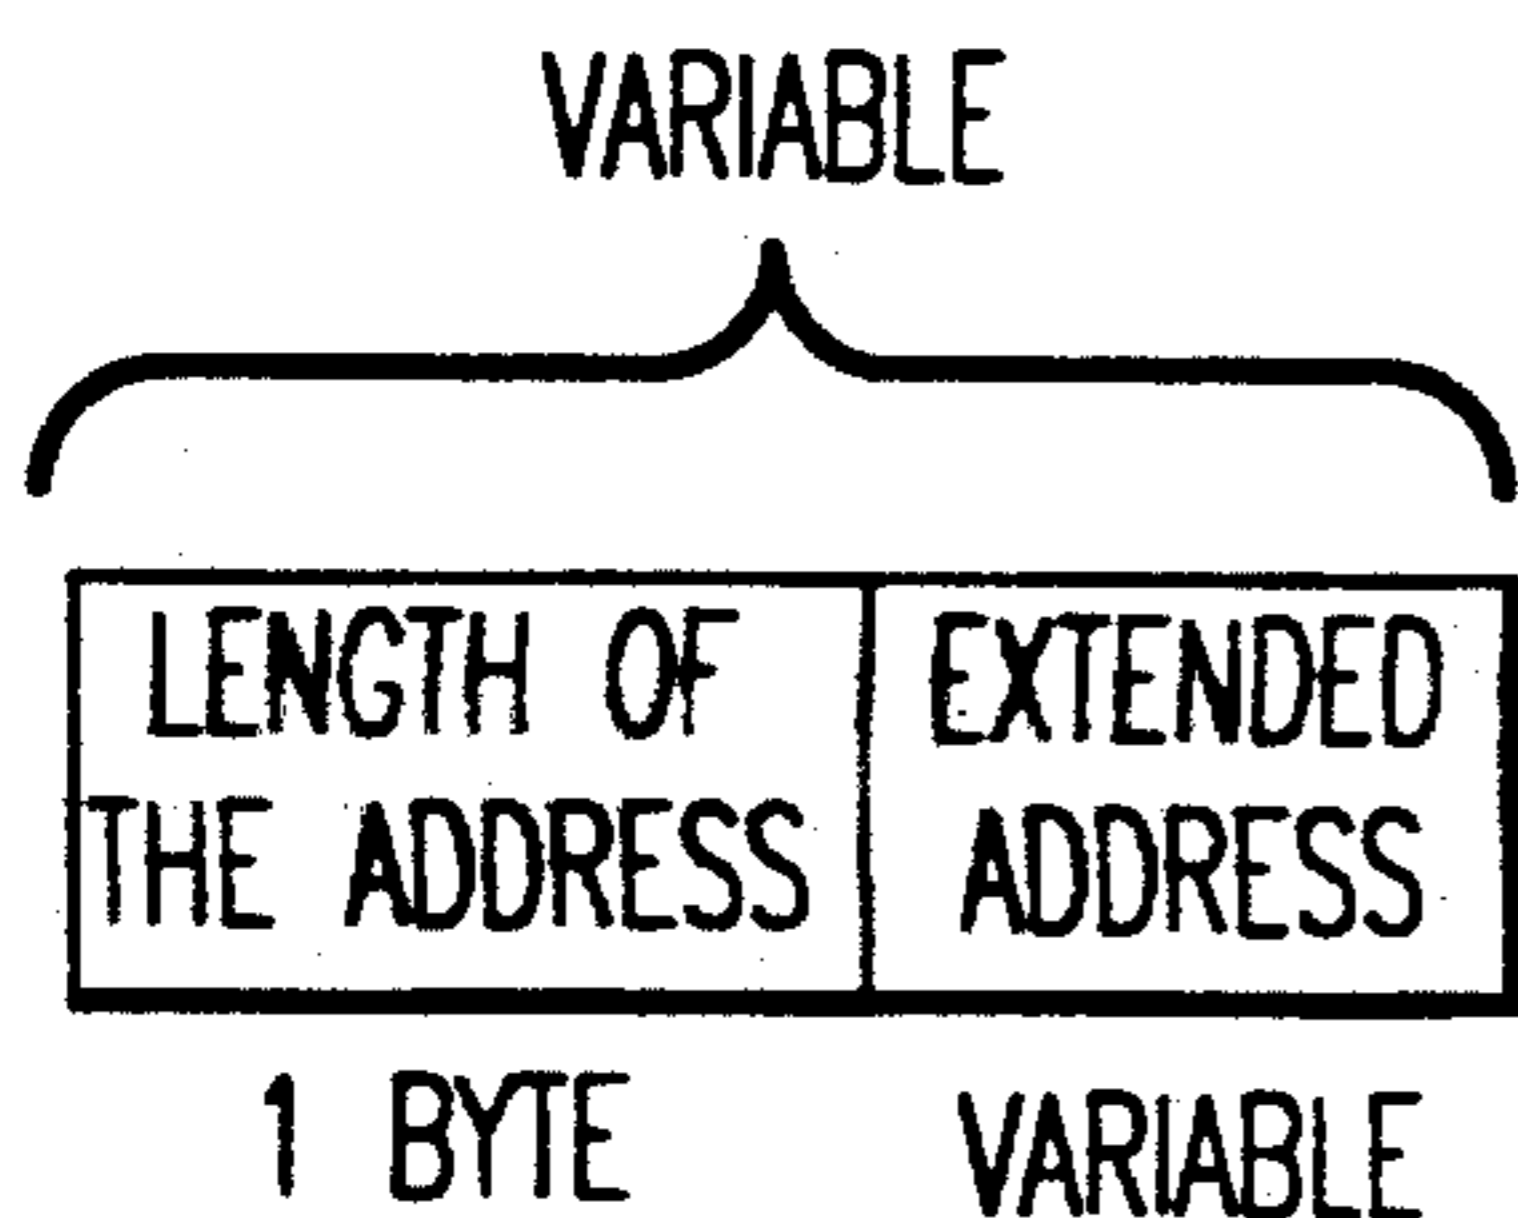 VARIABLE
LENGTH OF
THE ADDRESS
EXTENDED
ADDRESS
1 BYTE
VARIABLE